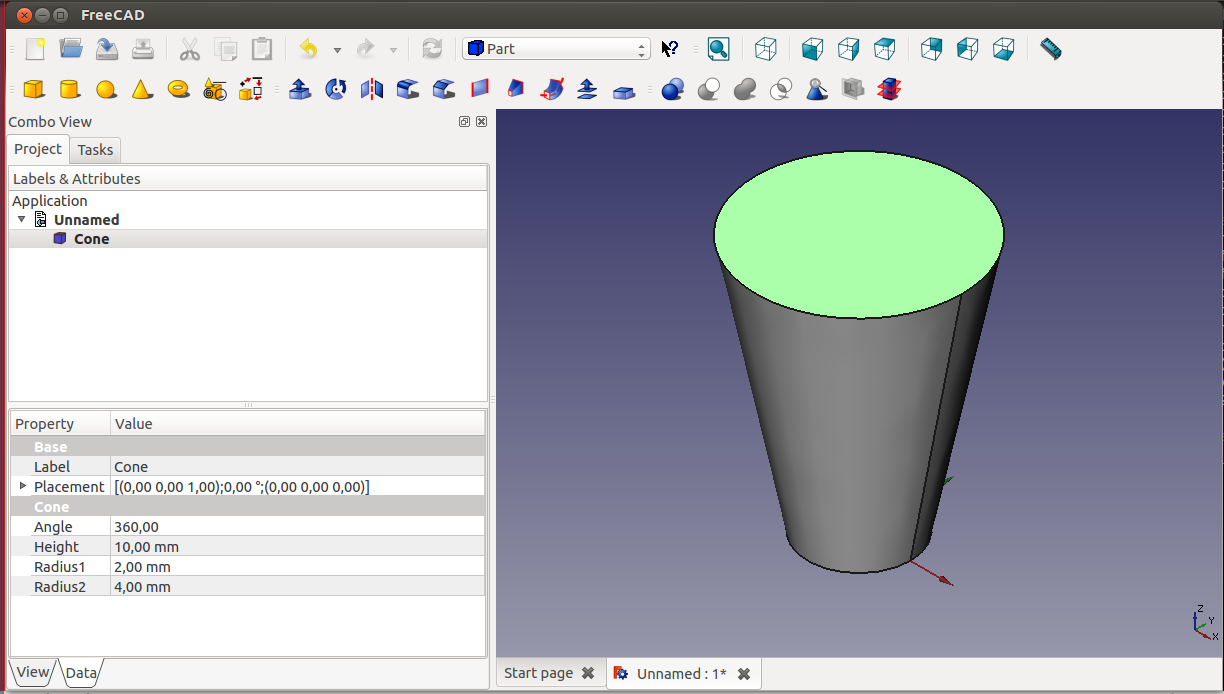 FreeCAD
Part
Combo View
Project Tasks
Labels & Attributes
Application
Unnamed
Cone
Property Value
Base
Label Cone
Placement [(0,00 0,00 1,00);0,00 °;(0,00 0,00 0,00)]
Cone
Angle 360,00
Height 10,00 mm
Radius1 2,00 mm
Radius2 4,00 mm
View Data
Z
Y
X
Start page Unnamed : 1*